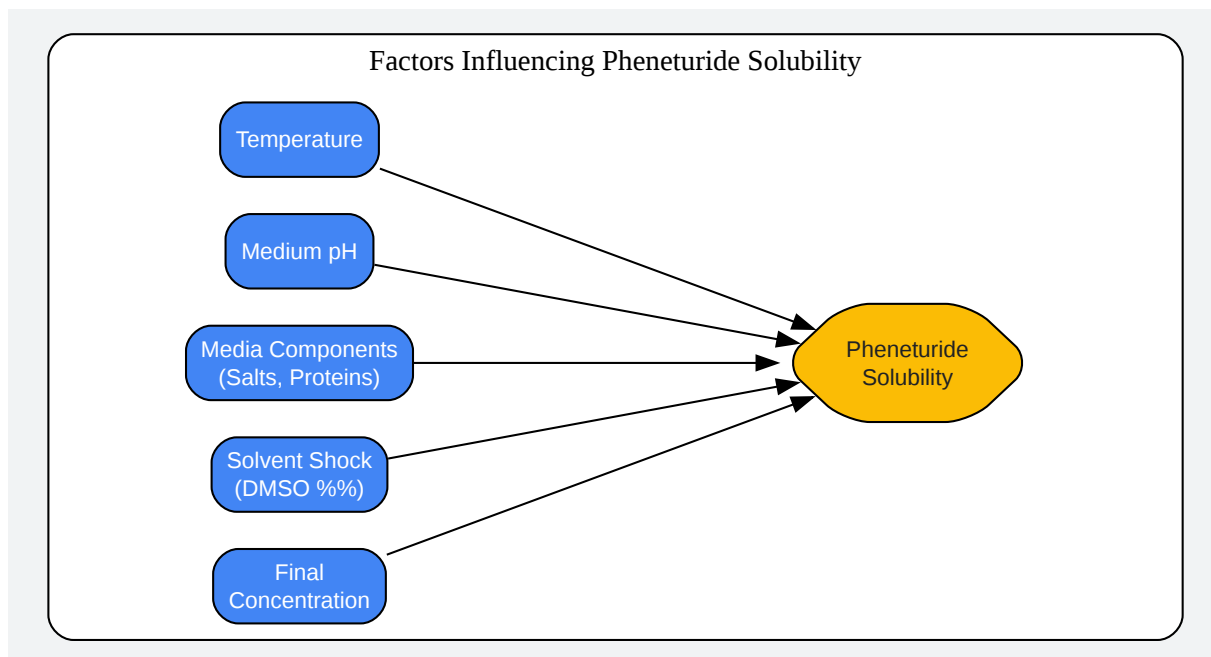 Factors Influencing Pheneturide Solubility
Temperature
Medium pH
Media Components
(Salts, Proteins)
Solvent Shock
(DMSO %%)
Final
Concentration
Pheneturide
Solubility